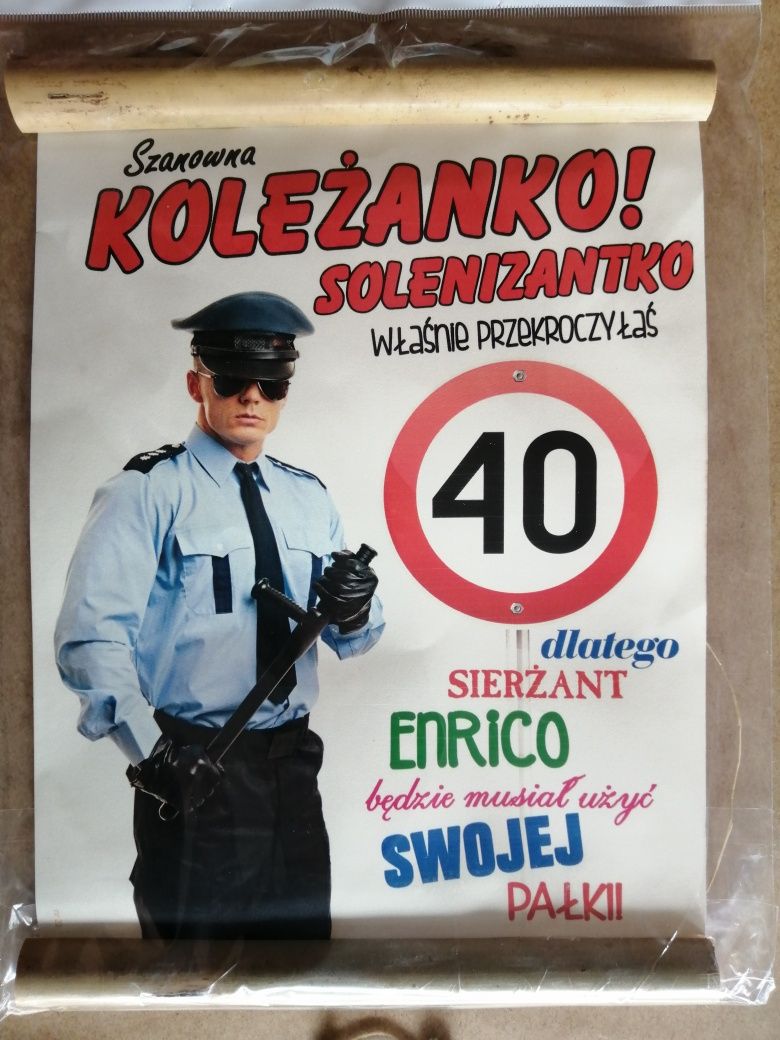 Szanowna
KOLEŻANKO!
SOLENIZANTKO
właśnie przekroczyłaś
40
dlatego
SIERŻANT
ENRiCO
będzie musiał użyć
SWOJEJ
PAŁKI!